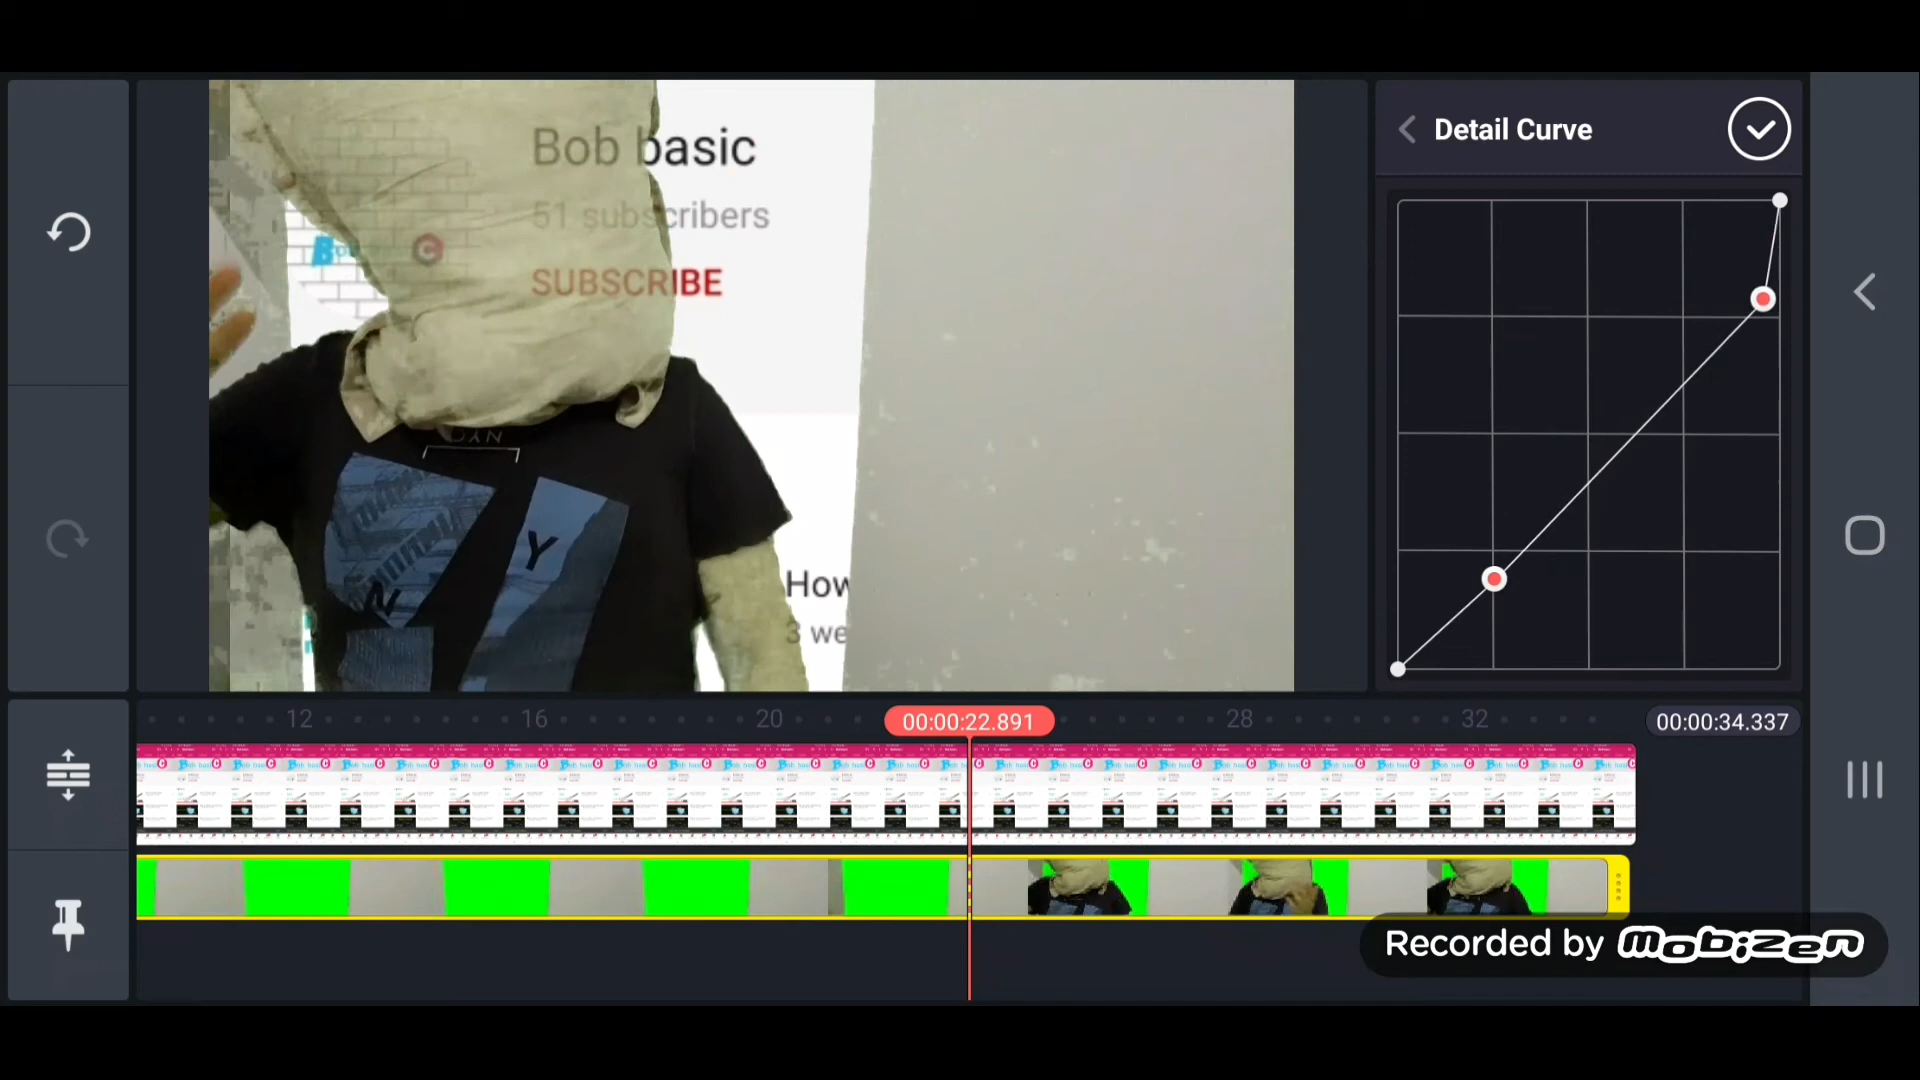 Detail Curve
Bob basic
51 subscribers
SUBSCRIBE
NYC
N
Y
How
3 we
12
16
20
00:00:22.891
28
32
00:00:34.337
Recorded by mobizen